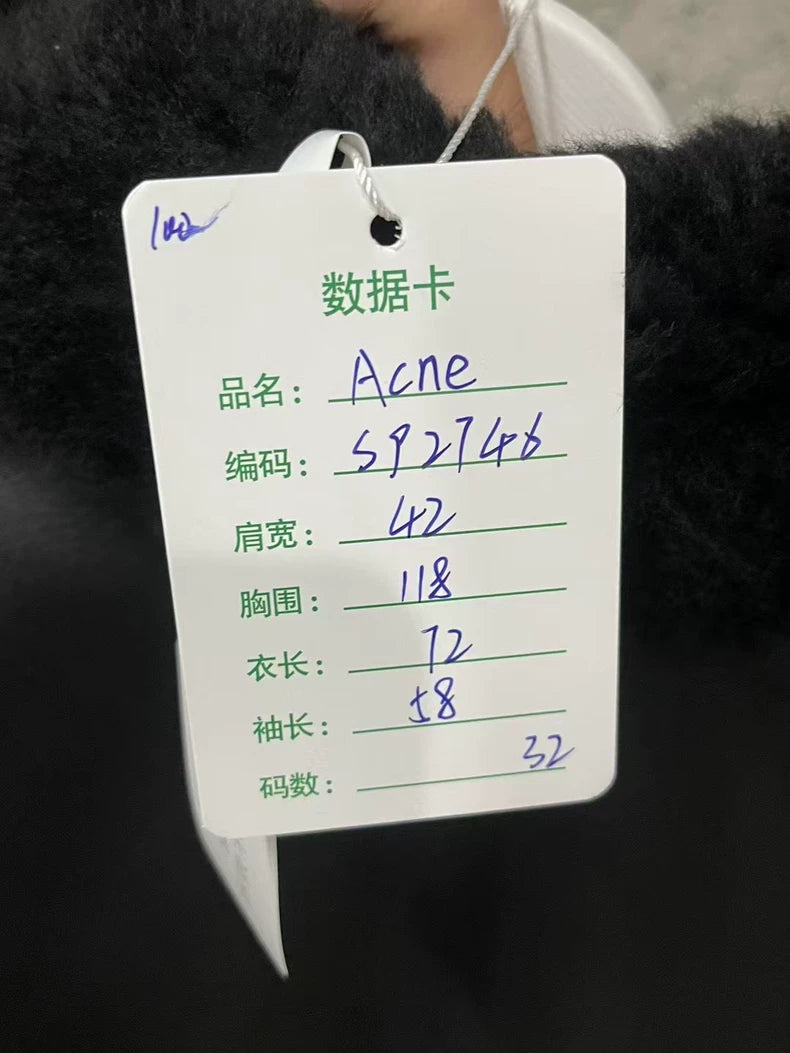 数据卡
品名: Acne
编码: S92746
肩宽: 42
胸围: 118
衣长: 72
袖长: 58
码数: 32